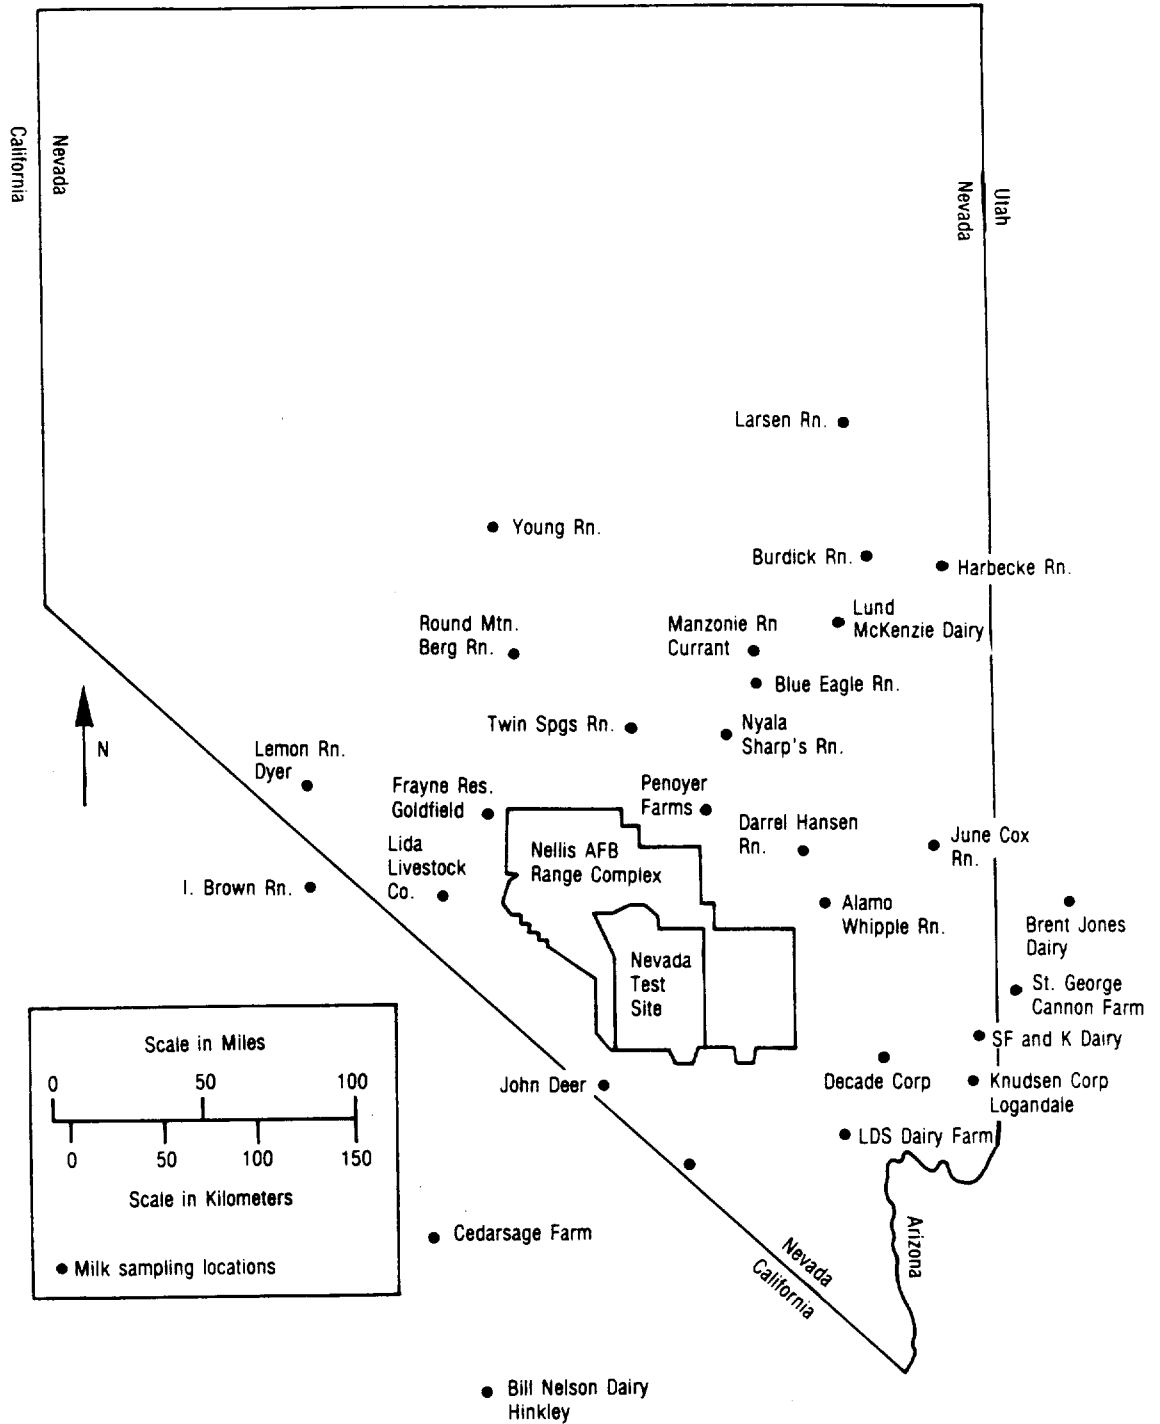 California
Nevada
Utah
Nevada
Larsen Rn.
Young Rn.
Burdick Rn.
Harbecke Rn.
Lund
McKenzie Dairy
Round Mtn.
Berg Rn.
Manzonie Rn
Currant
Blue Eagle Rn.
Twin Spgs Rn.
Nyala
Sharp's Rn.
N
Lemon Rn.
Dyer
Frayne Res.
Goldfield
Penoyer
Farms
Darrel Hansen
Rn.
June Cox
Rn.
Lida
Livestock
Co.
Nellis AFB
Range Complex
I. Brown Rn.
Alamo
Whipple Rn.
Brent Jones
Dairy
Nevada
Test
Site
St. George
Cannon Farm
SF and K Dairy
Decade Corp
Knudsen Corp
Logandale
John Deer
LDS Dairy Farm
Scale in Miles
0 50 100
0 50 100 150
Scale in Kilometers
Milk sampling locations
Cedarsage Farm
Nevada
California
Arizona
Bill Nelson Dairy
Hinkley